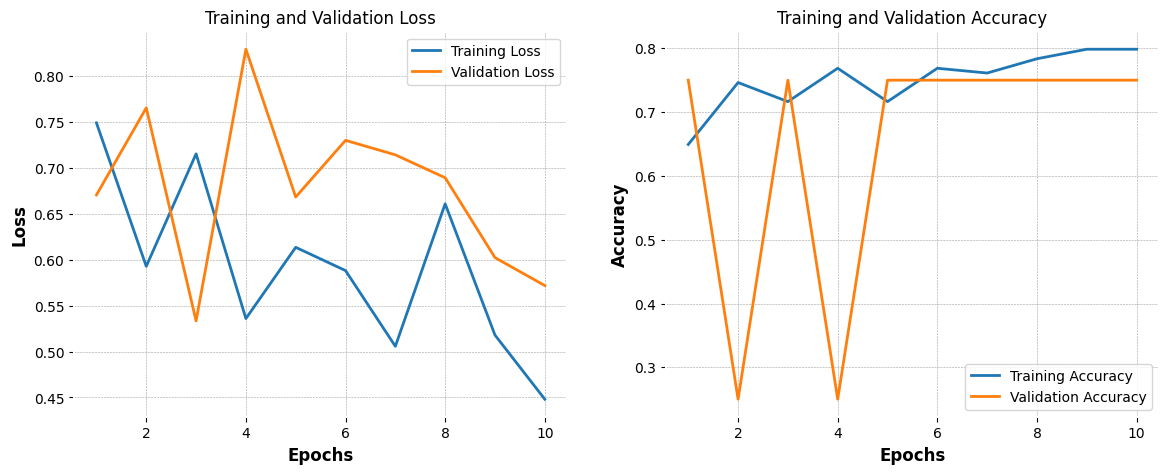 Training and Validation Loss
Training Loss
Validation Loss
0.80
0.75
0.70
0.65
0.60
0.55
0.50
0.45
Loss
2
4
6
8
10
Epochs
Training and Validation Accuracy
0.8
0.7
0.6
0.5
0.4
0.3
Accuracy
Training Accuracy
Validation Accuracy
2
4
6
8
10
Epochs